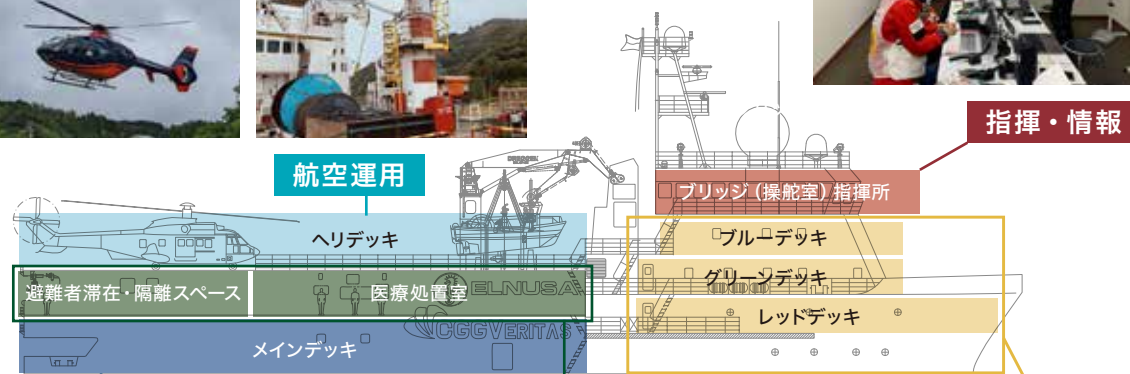 指揮・情報
航空運用
ブリッジ（操舵室）指揮所
ヘリデッキ
ブルーデッキ
グリーンデッキ
避難者滞在・隔離スペース
医療処置室
ELNUSA
レッドデッキ
CGGVERITAS
メインデッキ